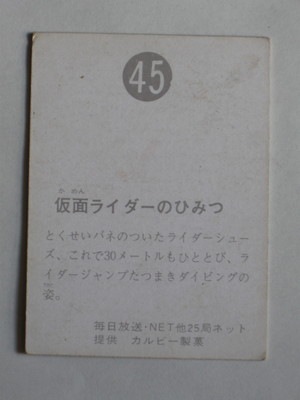 45
か めん
仮面ライダーのひみつ
とくせいバネのついたライダーシュー
ズ、これで30メートルもひととび、ラ
イダージャンプたつまきダイビングの
姿。
毎日放送・NET他25局ネット
提供 カルビー製菓